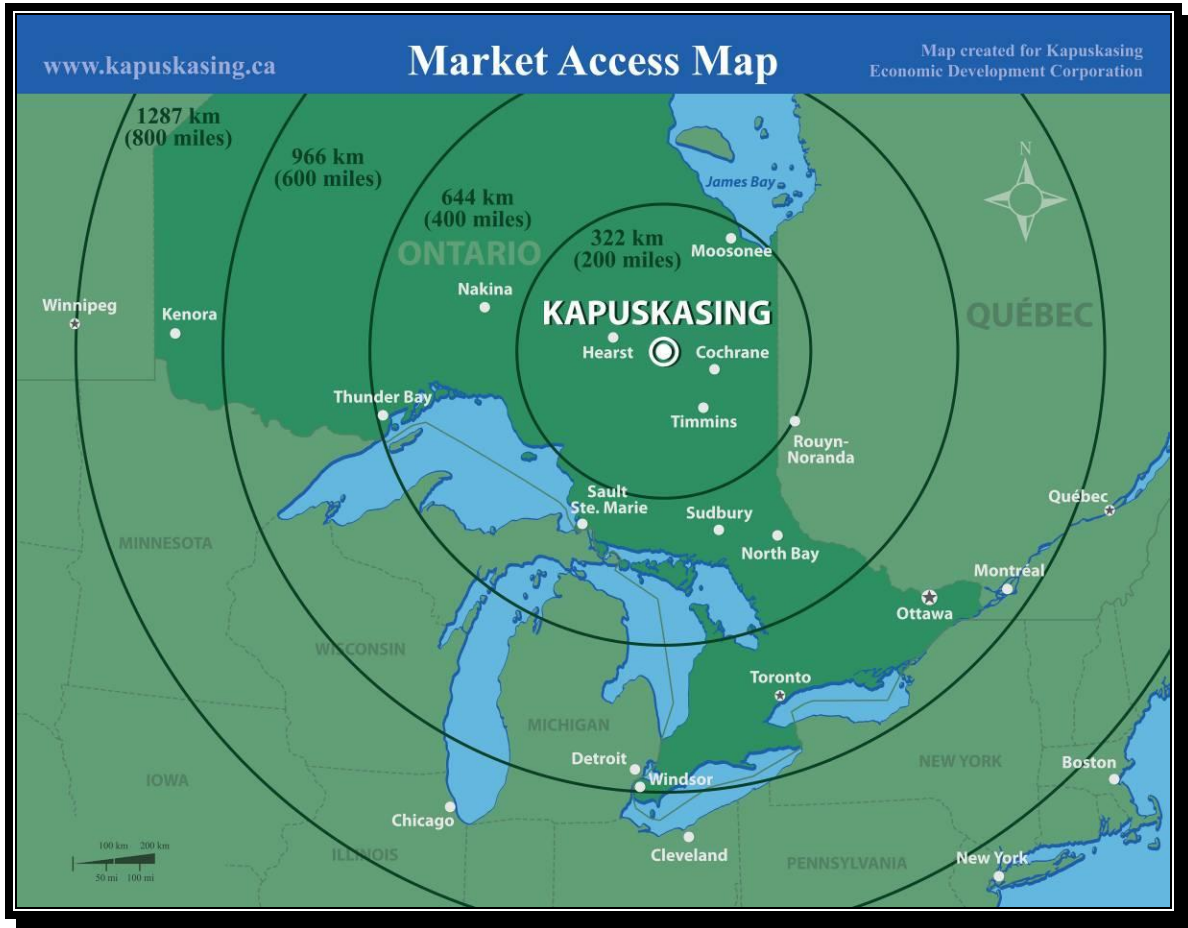 www.kapuskasing.ca
Market Access Map
Map created for Kapuskasing
Economic Development Corporation
1287 km
(800 miles)
966 km
(600 miles)
644 km
(400 miles)
322 km
(200 miles)
James Bay
N
ONTARIO
Moosonee
Nakina
Winnipeg
Kenora
KAPUSKASING
QUÉBEC
Hearst
Cochrane
Thunder Bay
Timmins
Rouyn-
Noranda
Sault
Ste. Marie
Sudbury
North Bay
Québec
MINNESOTA
Montréal
Ottawa
WISCONSIN
Toronto
MICHIGAN
Detroit
Windsor
NEW YORK
Boston
IOWA
Chicago
Cleveland
ILLINOIS
PENNSYLVANIA
New York
100 km 200 km
50 mi 100 mi